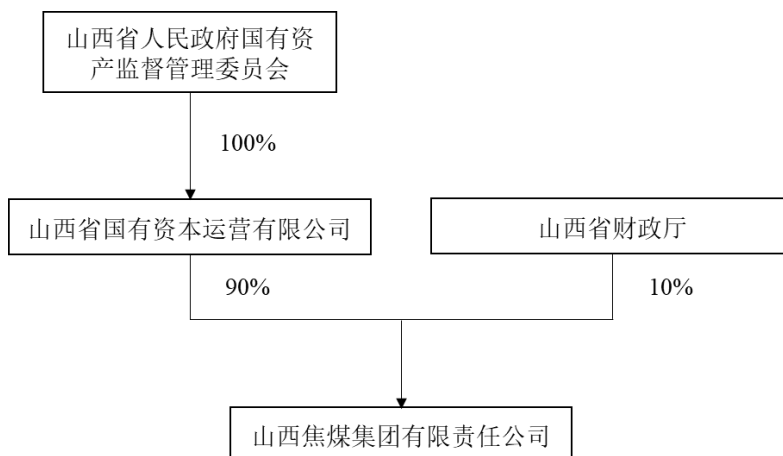 山西省人民政府国有资
产监督管理委员会
100%
山西省国有资本运营有限公司
山西省财政厅
90%
10%
山西焦煤集团有限责任公司